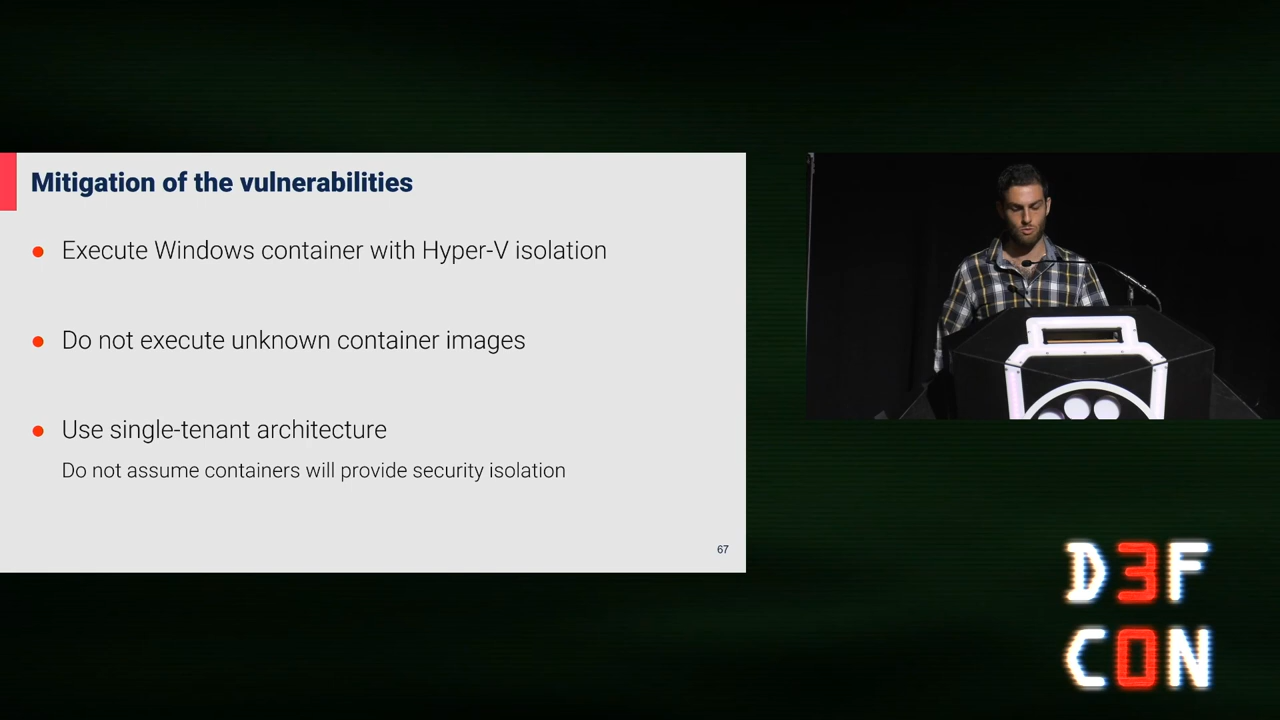 Mitigation of the vulnerabilities
Execute Windows container with Hyper-V isolation
Do not execute unknown container images
Use single-tenant architecture
Do not assume containers will provide security isolation
67
D3F
C0N